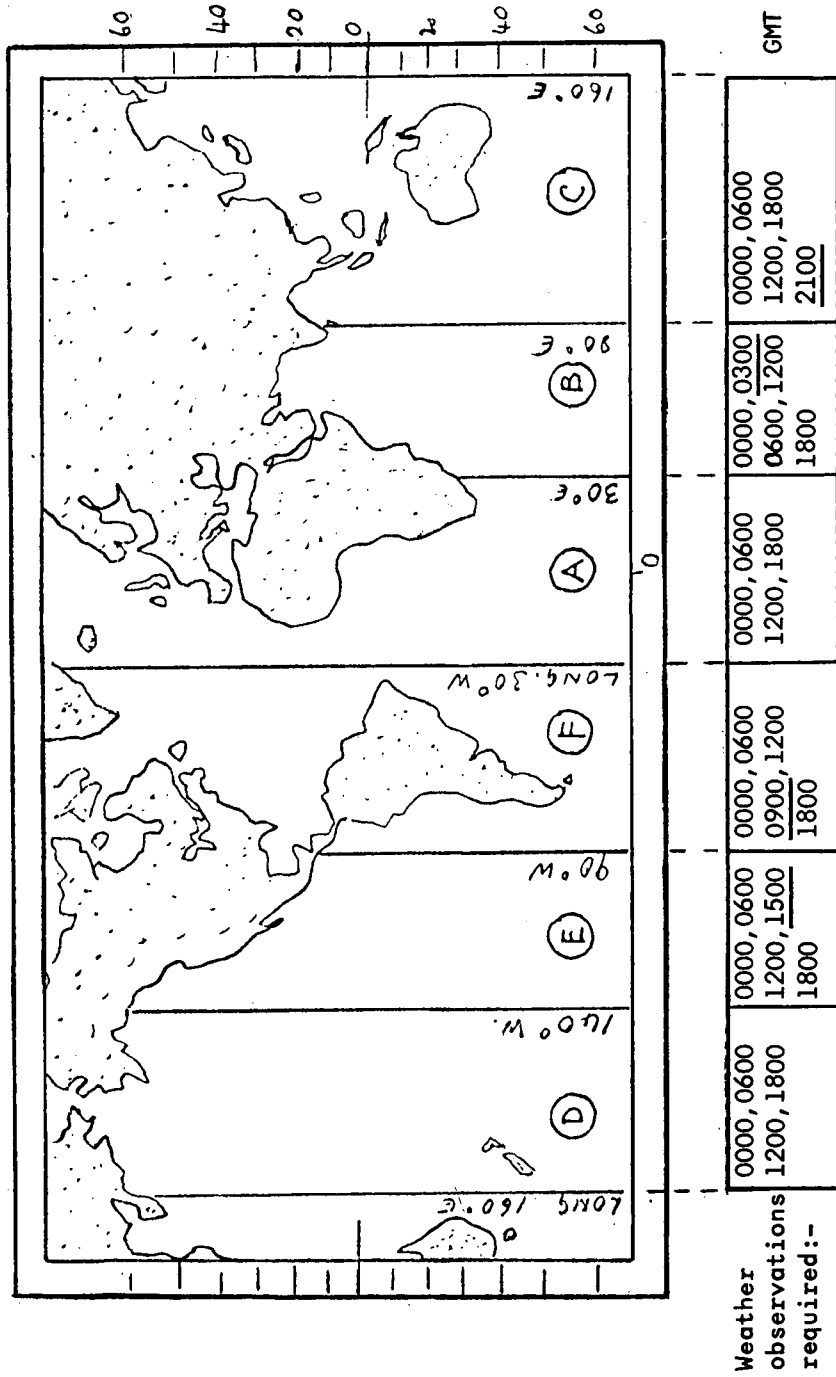 60
40
20
0
20
40
60
LONG 160°E
140° W.
90° W
LONG. 30° W
30°E
90°E
160°E
D
E
F
A
B
C
0
Weather
observations
required:-
0000,0600
1200,1800
0000,0600
1200,1500
1800
0000,0600
0900,1200
1800
0000,0600
1200,1800
0000,0300
0600,1200
1800
0000,0600
1200,1800
2100
GMT